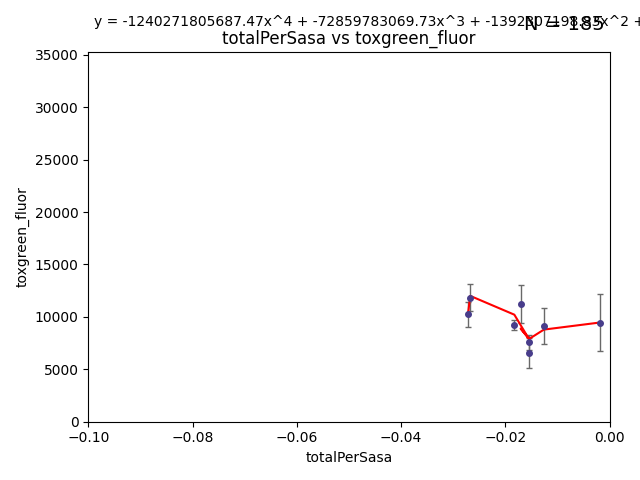 y = -1240271805687.47x^4 + -72859783069.73x^3 + -1392
x^2 +
N = 185
totalPerSasa vs toxgreen_fluor
35000
30000
25000
20000
15000
10000
5000
0
toxgreen_fluor
−0.10 −0.08 −0.06 −0.04 −0.02 0.00
totalPerSasa